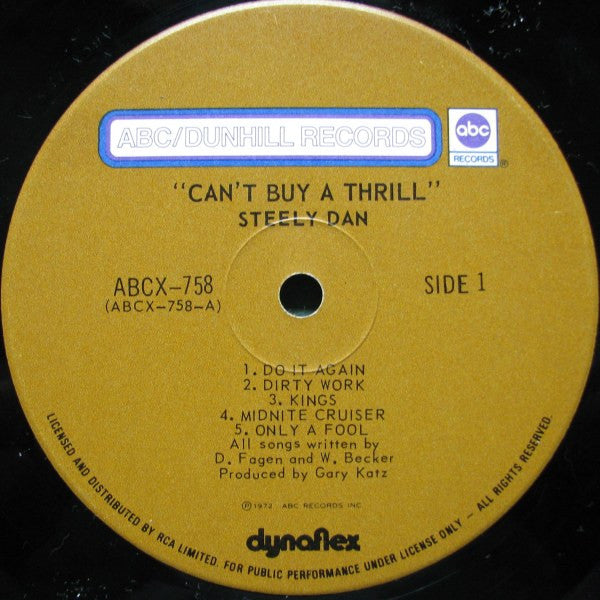 ABC/DUNHILL RECORDS
abc
RECORDS
®
"CAN'T BUY A THRILL"
STEELY DAN
ABCX-758
(ABCX-758-A)
SIDE 1
1. DO IT AGAIN
2. DIRTY WORK
3. KINGS
4. MIDNITE CRUISER
5. ONLY A FOOL
All songs written by
D. Fagen and W. Becker
Produced by Gary Katz
℗ 1972 ABC RECORDS INC
dynaflex
LICENSED AND DISTRIBUTED BY RCA LIMITED. FOR PUBLIC PERFORMANCE UNDER LICENSE ONLY - ALL RIGHTS RESERVED.